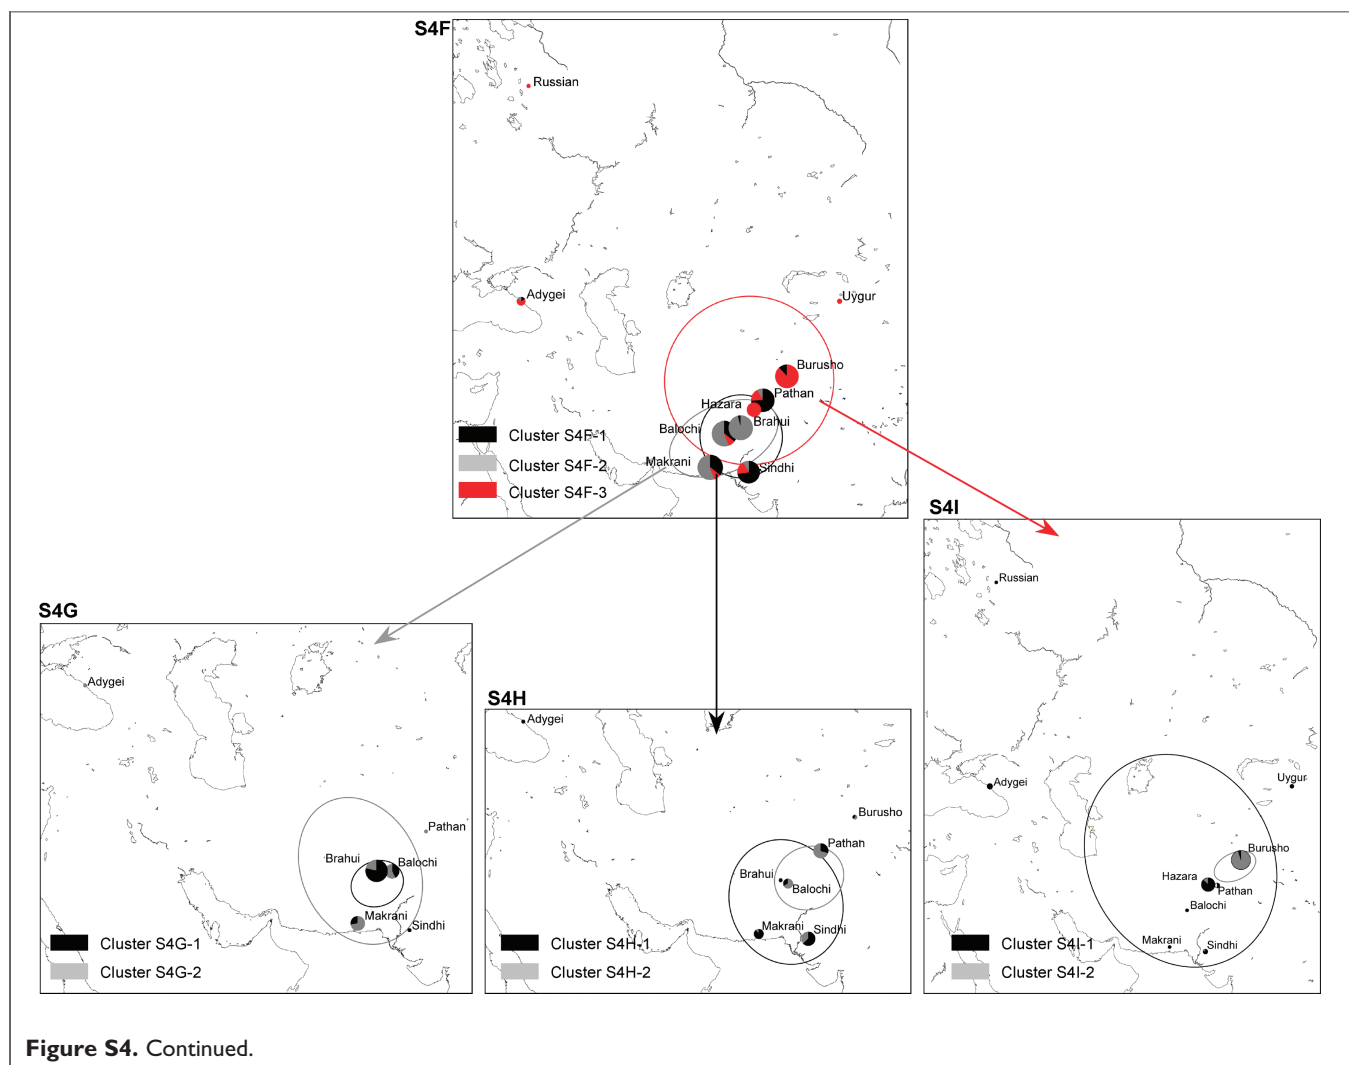 S4F
Russian
Adygei
Uygur
Burusho
Pathan
Hazara
Brahui
Balochi
Makrani
Sindhi
Cluster S4F-1
Cluster S4F-2
Cluster S4F-3
S4G
Adygei
Pathan
Brahui
Balochi
Makrani
Sindhi
Cluster S4G-1
Cluster S4G-2
S4H
Adygei
Burusho
Pathan
Brahui
Balochi
Makrani
Sindhi
Cluster S4H-1
Cluster S4H-2
S4I
Russian
Adygei
Uygur
Burusho
Hazara
Pathan
Balochi
Makrani
Sindhi
Cluster S4I-1
Cluster S4I-2
Figure S4. Continued.